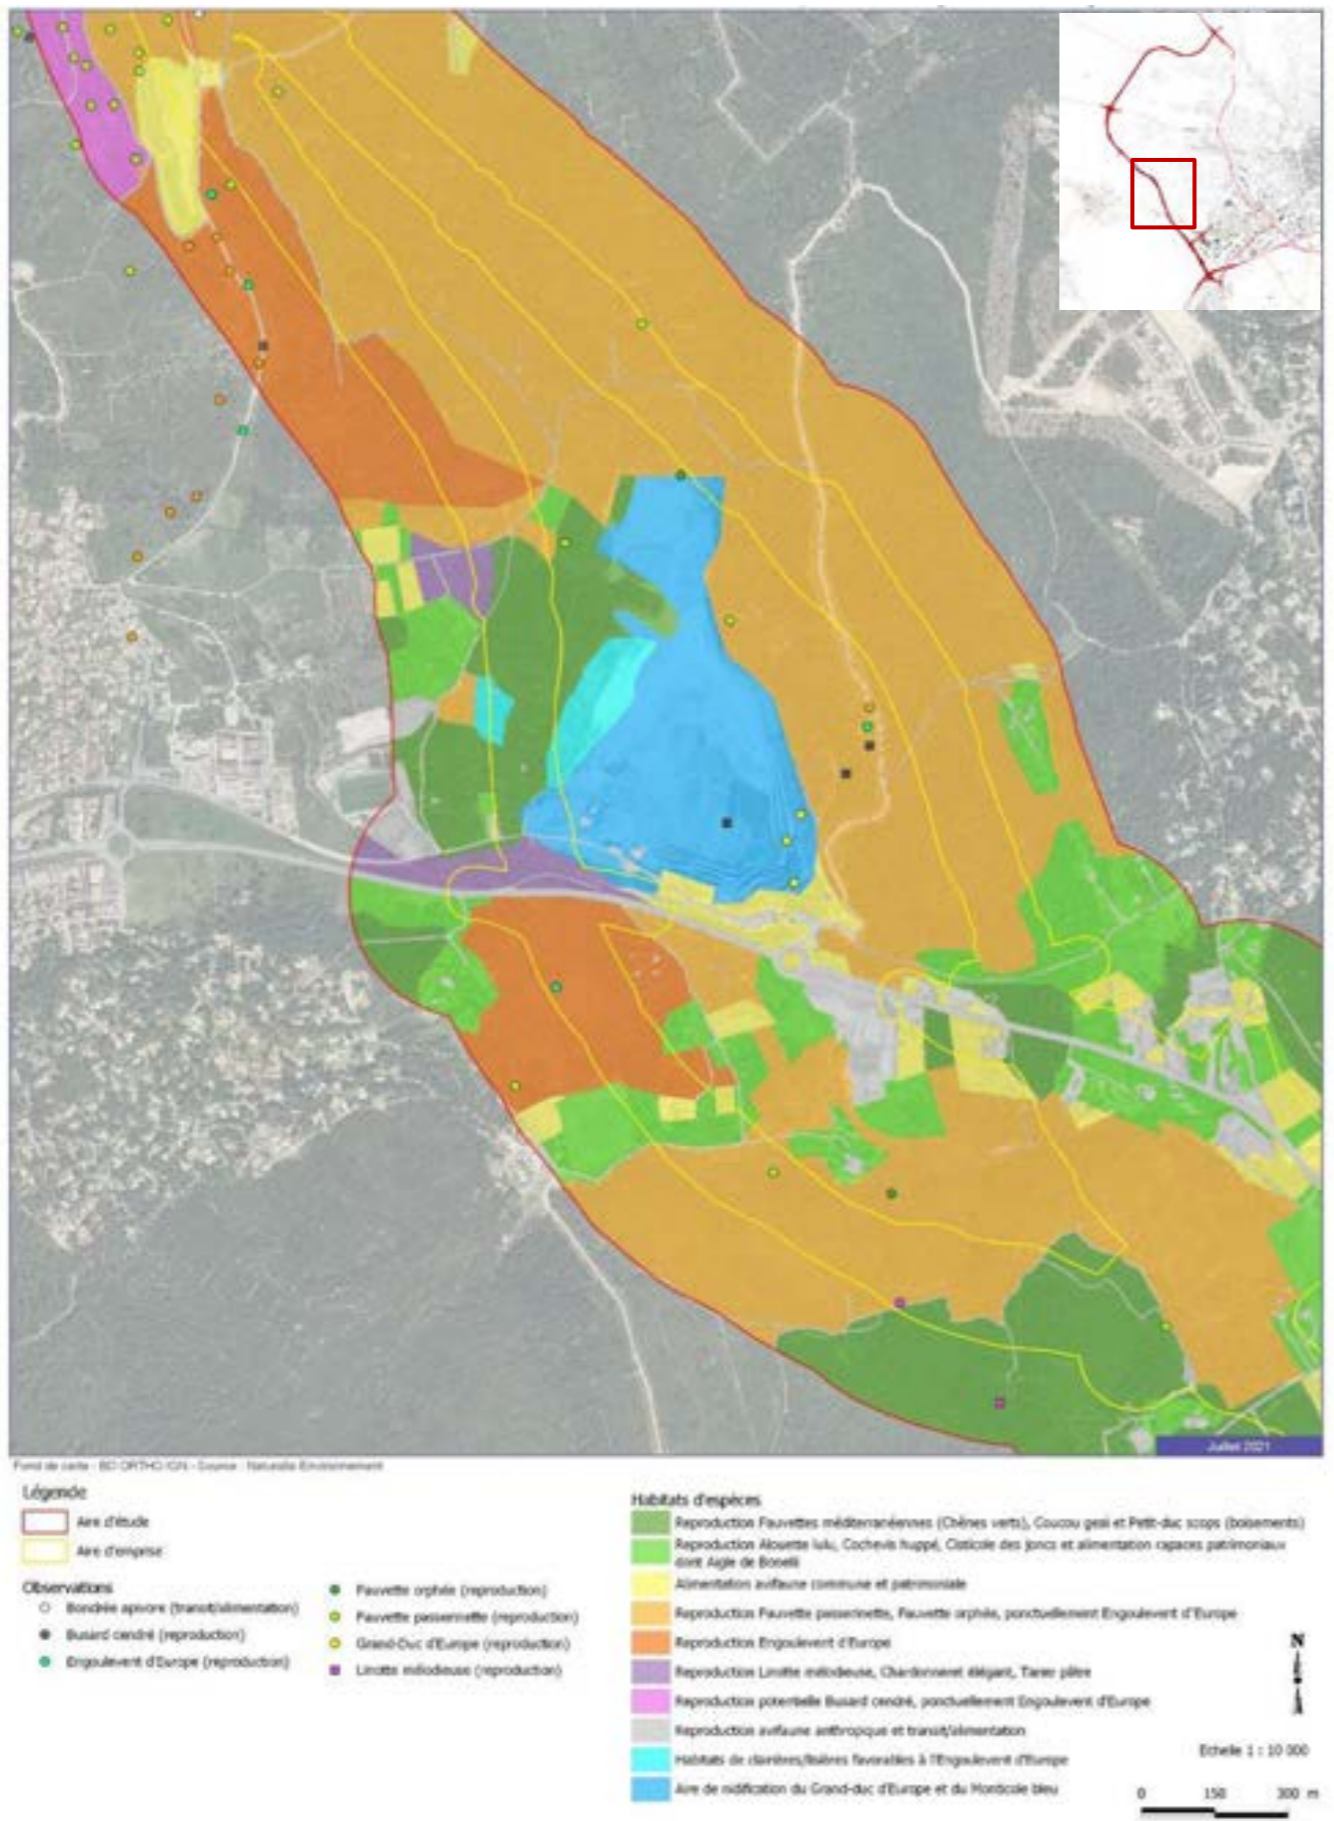 Juillet 2021
Fond de carte : BD ORTHO IGN - Source : Naturalia Environnement
Légende
Aire d'étude
Aire d'emprise
Observations
Bondrée apivore (transit/alimentation)
Busard cendré (reproduction)
Engoulevent d'Europe (reproduction)
Fauvette orphée (reproduction)
Fauvette passerinette (reproduction)
Grand-Duc d'Europe (reproduction)
Linotte mélodieuse (reproduction)
Habitats d'espèces
Reproduction Fauvettes méditerranéennes (Chênes verts), Coucou geai et Petit-duc scops (boisements)
Reproduction Alouette lulu, Cochevis huppé, Cisticole des joncs et alimentation rapaces patrimoniaux
dont Aigle de Bonelli
Alimentation avifaune commune et patrimoniale
Reproduction Fauvette passerinette, Fauvette orphée, ponctuellement Engoulevent d'Europe
Reproduction Engoulevent d'Europe
Reproduction Linotte mélodieuse, Chardonneret élégant, Tarier pâtre
Reproduction potentielle Busard cendré, ponctuellement Engoulevent d'Europe
Reproduction avifaune anthropique et transit/alimentation
Habitats de clairières/lisières favorables à l'Engoulevent d'Europe
Aire de nidification du Grand-duc d'Europe et du Monticole bleu
N
Echelle 1 : 10 000
0 150 300 m